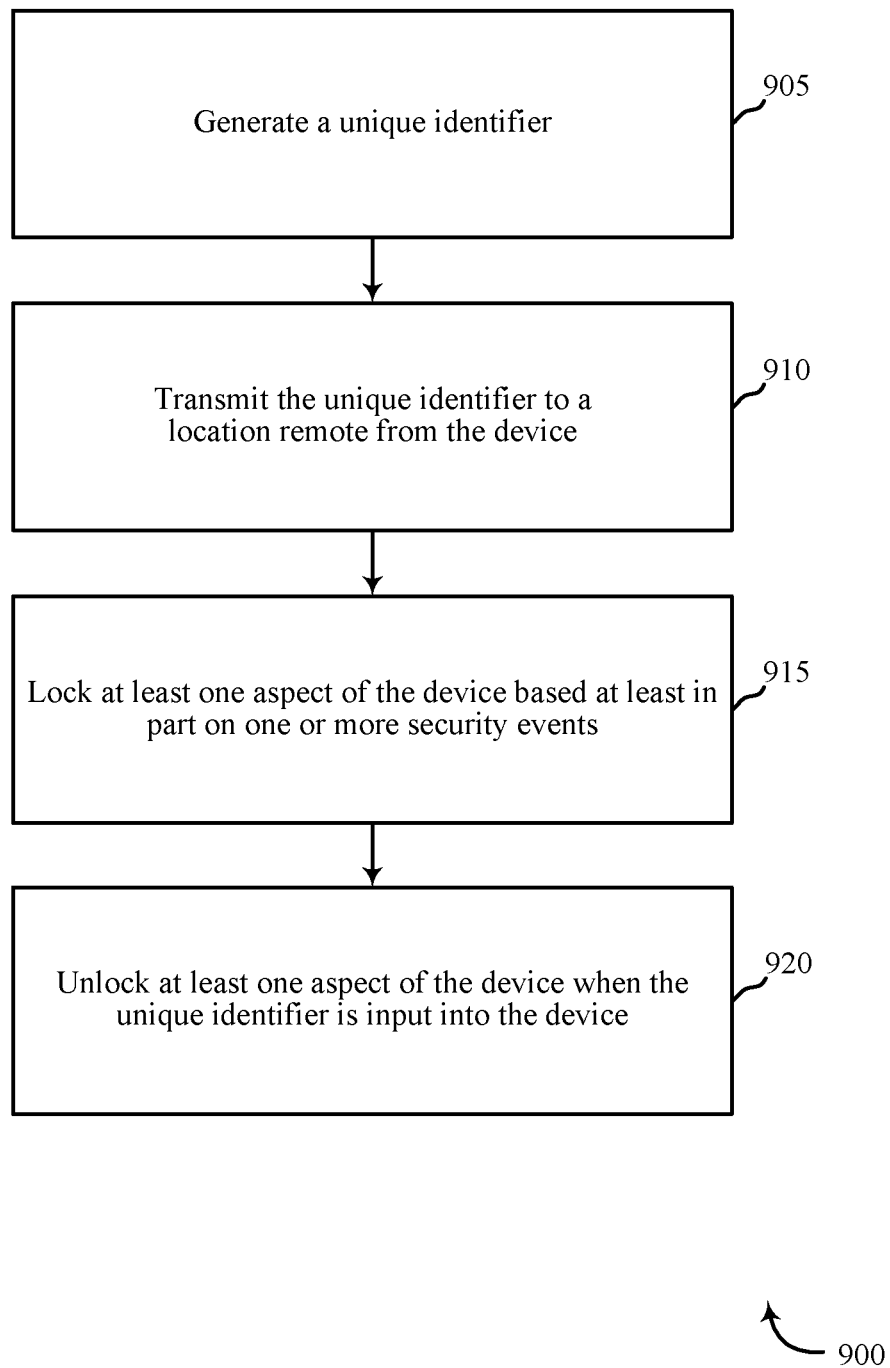 905
Generate a unique identifier
910
Transmit the unique identifier to a
location remote from the device
915
Lock at least one aspect of the device based at least in
part on one or more security events
920
Unlock at least one aspect of the device when the
unique identifier is input into the device
900